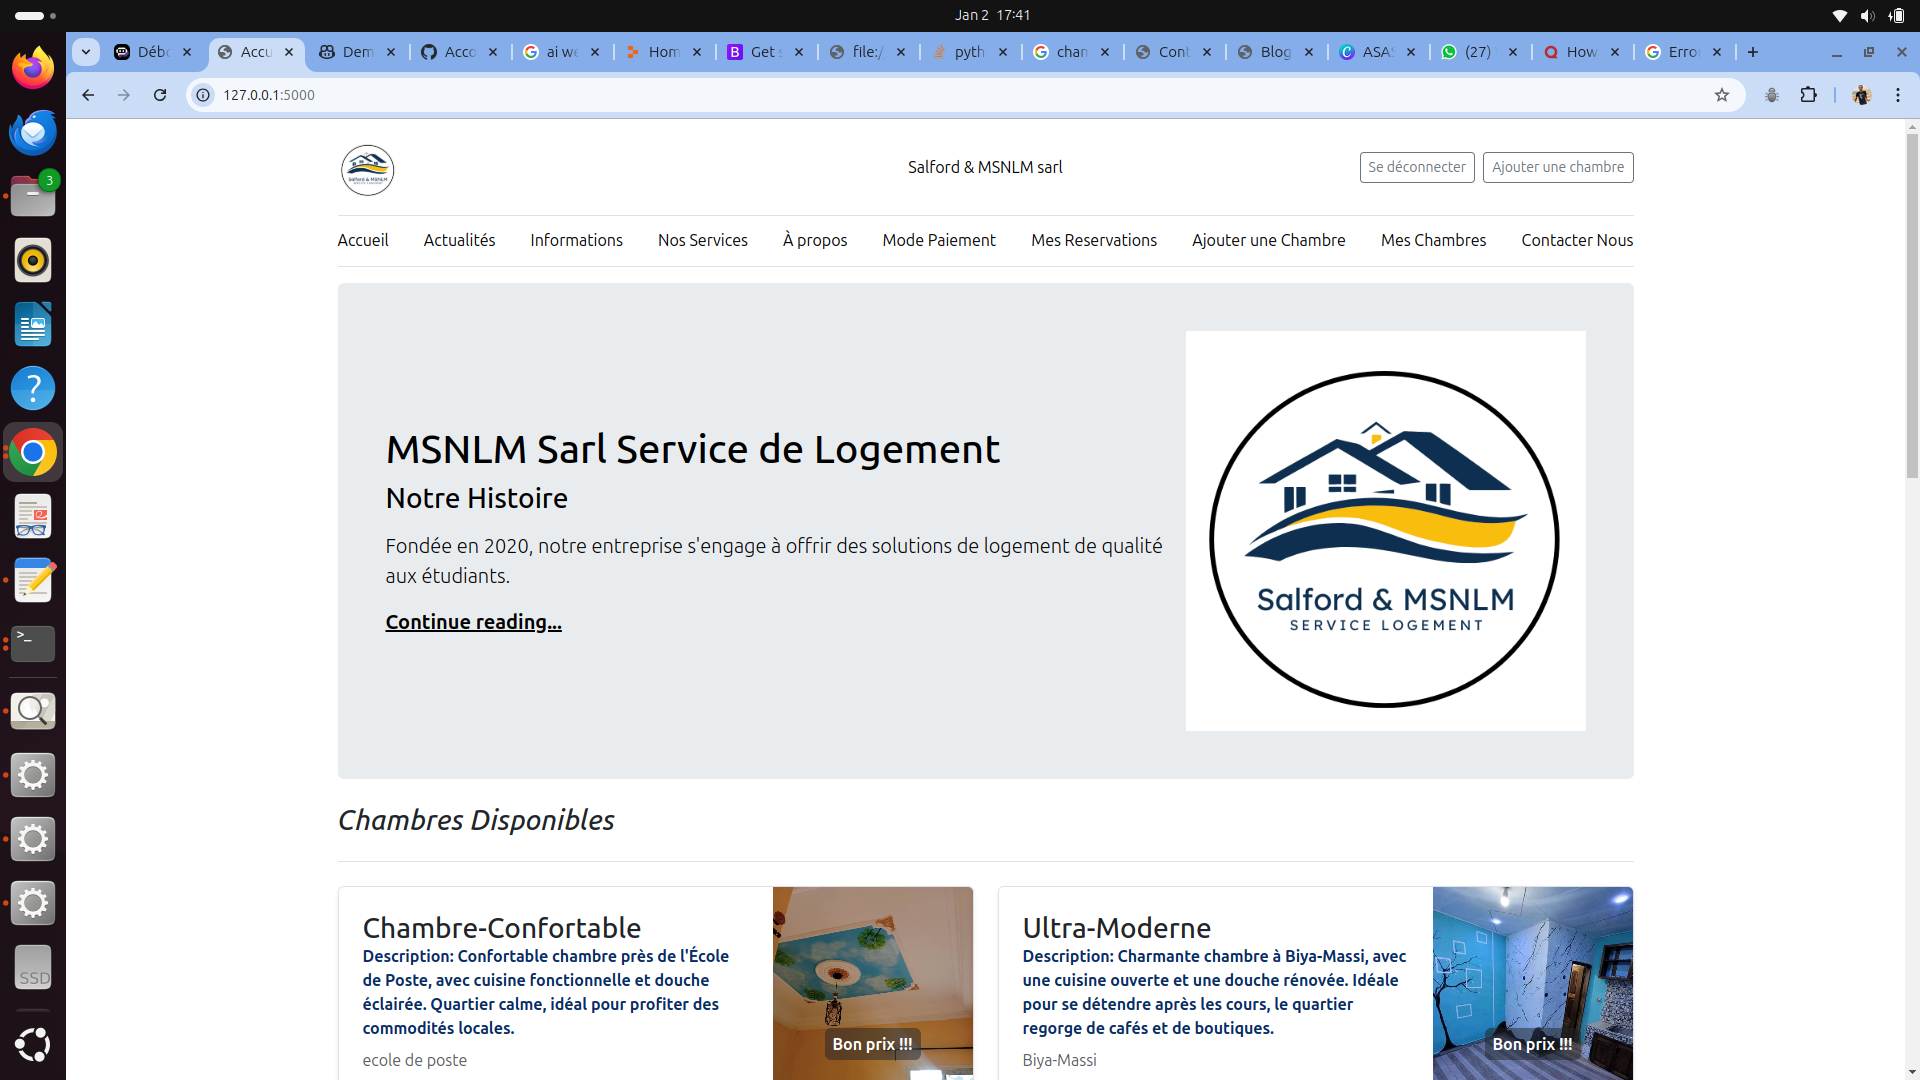 Jan 2 17:41
Débo
Accu
Dem
Acco
ai we
Hom
Get s
file:/
pyth
chan
Cont
Blog
ASAS
(27)
How
Erro
127.0.0.1:5000
3
Salford & MSNLM sarl
Se déconnecter
Ajouter une chambre
Accueil
Actualités
Informations
Nos Services
À propos
Mode Paiement
Mes Reservations
Ajouter une Chambre
Mes Chambres
Contacter Nous
MSNLM Sarl Service de Logement
Notre Histoire
Fondée en 2020, notre entreprise s'engage à offrir des solutions de logement de qualité
aux étudiants.
Continue reading...
Salford & MSNLM
SERVICE LOGEMENT
Chambres Disponibles
Chambre-Confortable
Description: Confortable chambre près de l'École
de Poste, avec cuisine fonctionnelle et douche
éclairée. Quartier calme, idéal pour profiter des
commodités locales.
ecole de poste
Bon prix !!!
Ultra-Moderne
Description: Charmante chambre à Biya-Massi, avec
une cuisine ouverte et une douche rénovée. Idéale
pour se détendre après les cours, le quartier
regorge de cafés et de boutiques.
Biya-Massi
Bon prix !!!
SSD